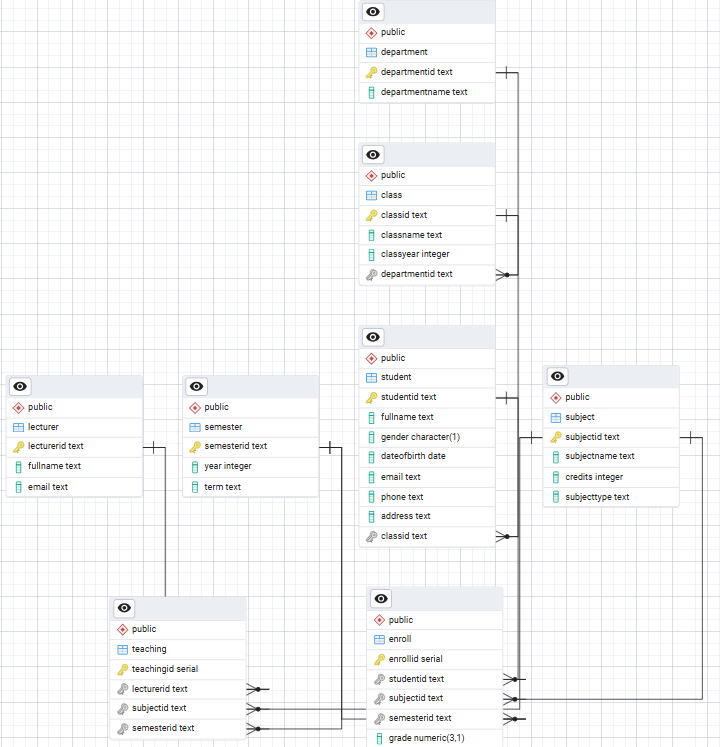 public
department
departmentid text
departmentname text
public
class
classid text
classname text
classyear integer
departmentid text
public
student
studentid text
fullname text
gender character(1)
dateofbirth date
email text
phone text
address text
classid text
public
lecturer
lecturerid text
fullname text
email text
public
semester
semesterid text
year integer
term text
public
subject
subjectid text
subjectname text
credits integer
subjecttype text
public
teaching
teachingid serial
lecturerid text
subjectid text
semesterid text
public
enroll
enrollid serial
studentid text
subjectid text
semesterid text
grade numeric(3,1)